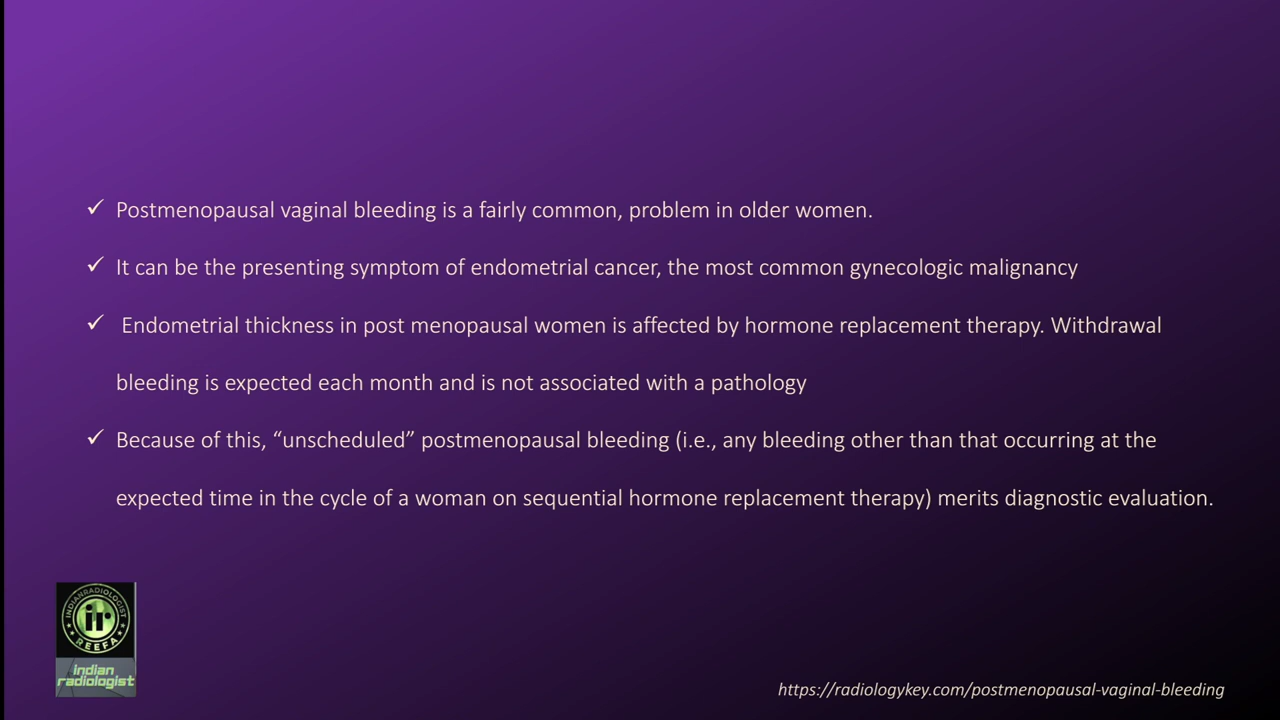 ✓ Postmenopausal vaginal bleeding is a fairly common, problem in older women.
✓ It can be the presenting symptom of endometrial cancer, the most common gynecologic malignancy
✓ Endometrial thickness in post menopausal women is affected by hormone replacement therapy. Withdrawal
bleeding is expected each month and is not associated with a pathology
✓ Because of this, “unscheduled” postmenopausal bleeding (i.e., any bleeding other than that occurring at the
expected time in the cycle of a woman on sequential hormone replacement therapy) merits diagnostic evaluation.
INDIANRADIOLOGIST
ir
REEFA
indian
radiologist
https://radiologykey.com/postmenopausal-vaginal-bleeding